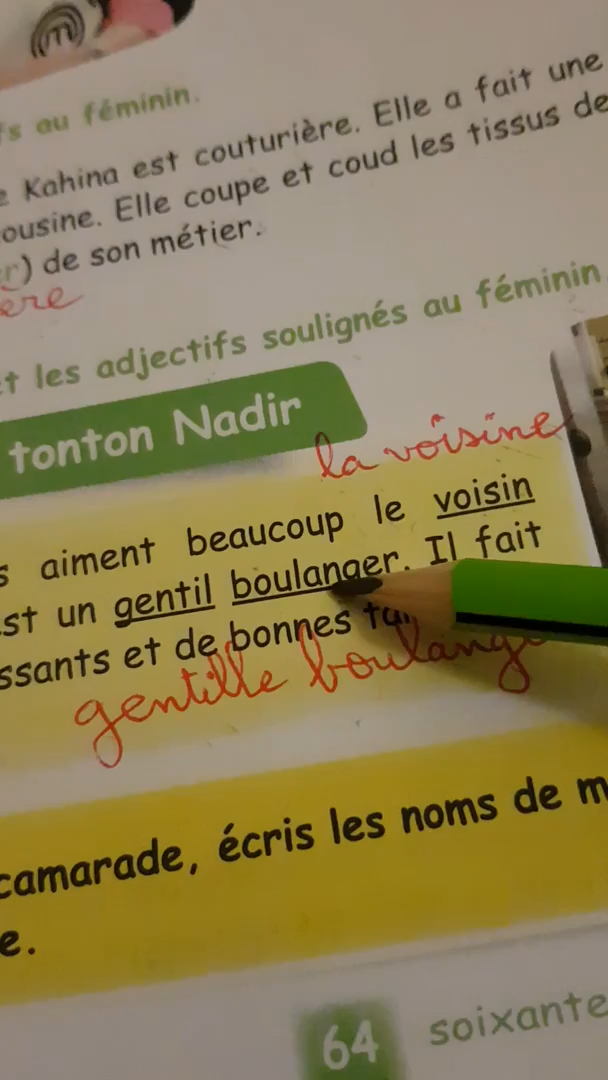 au féminin.
Kahina est couturière. Elle a fait une
ousine. Elle coupe et coud les tissus de
r) de son métier.
ère
et les adjectifs soulignés au féminin
tonton Nadir
la voisine
s aiment beaucoup le voisin
st un gentil boulanger. Il fait
ssants et de bonnes
gentille boulang
camarade, écris les noms de m
e.
64 soixante